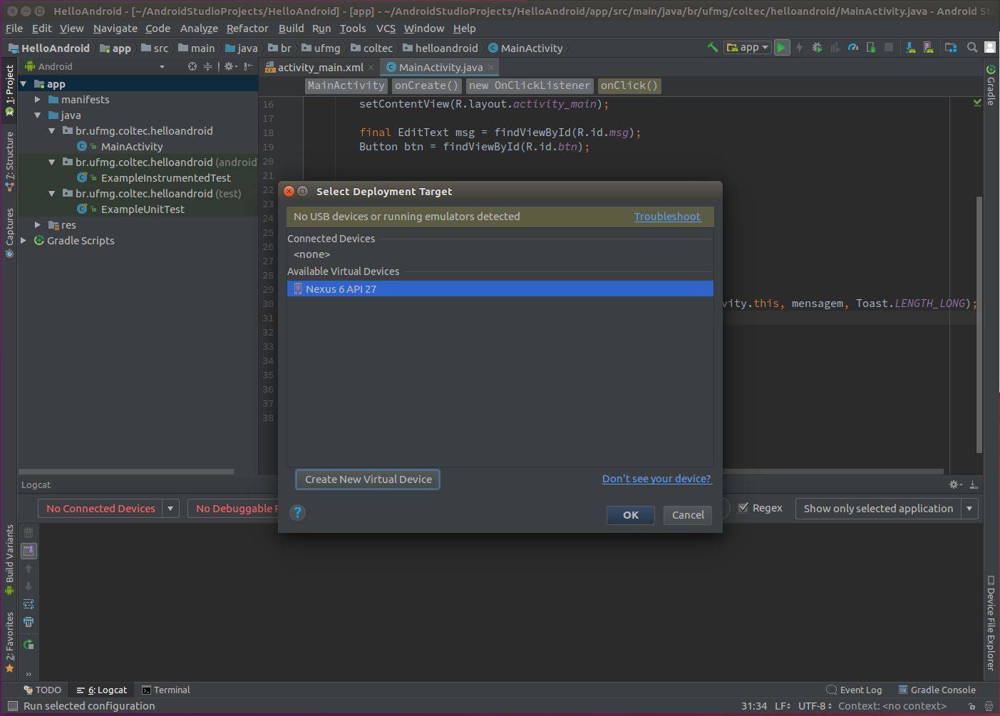 HelloAndroid - [~/AndroidStudioProjects/HelloAndroid] - [app] - ~/AndroidStudioProjects/HelloAndroid/app/src/main/java/br/ufmg/coltec/helloandroid/MainActivity.java - Android St
File Edit View Navigate Code Analyze Refactor Build Run Tools VCS Window Help
HelloAndroid app src main java br ufmg coltec helloandroid MainActivity app
Android activity_main.xml MainActivity.java
1: Project
7: Structure
Captures
Build Variants
2: Favorites
app
manifests
java
br.ufmg.coltec.helloandroid
MainActivity
br.ufmg.coltec.helloandroid (android
ExampleInstrumentedTest
br.ufmg.coltec.helloandroid (test)
ExampleUnitTest
res
Gradle Scripts
MainActivity onCreate() new OnClickListener onClick()
16 setContentView(R.layout.activity_main);
17
18 final EditText msg = findViewById(R.id.msg);
19 Button btn = findViewById(R.id.btn);
20
21
22
23
24
25
26
27
28
29
30 vity.this, mensagem, Toast.LENGTH_LONG);
31
32
33
34
35
36
37
38
Select Deployment Target
No USB devices or running emulators detected Troubleshoot
Connected Devices
<none>
Available Virtual Devices
Nexus 6 API 27
Create New Virtual Device Don't see your device?
? OK Cancel
Gradle
Device File Explorer
Logcat
No Connected Devices No Debuggable Regex Show only selected application
TODO 6: Logcat Terminal Event Log Gradle Console
Run selected configuration 31:34 LF UTF-8 Context: <no context>